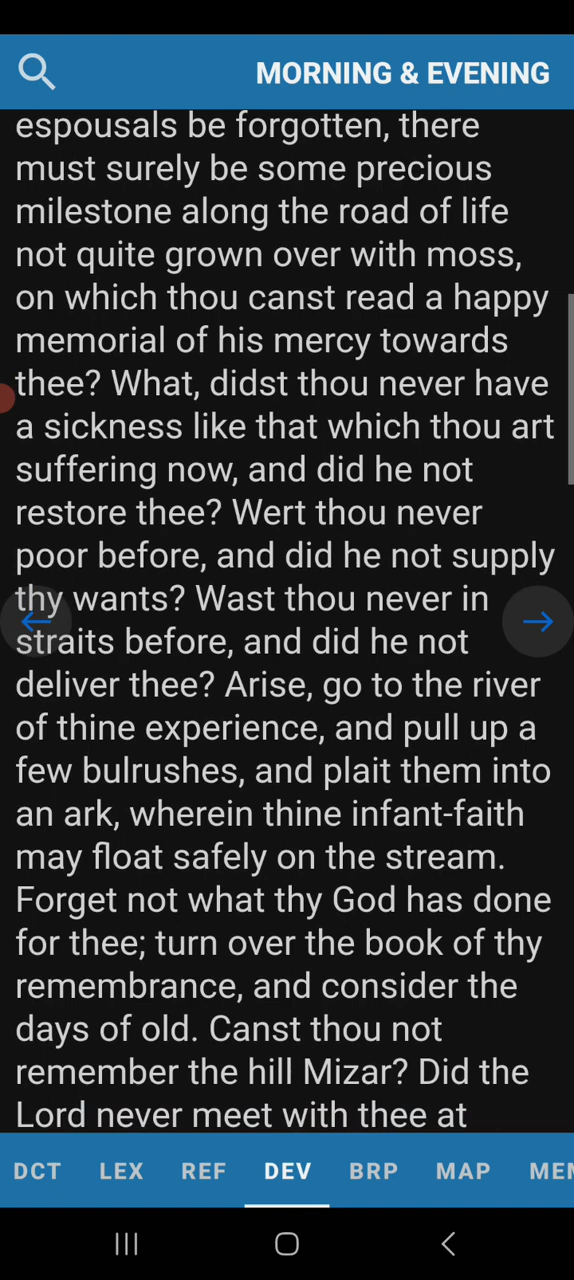 MORNING & EVENING
espousals be forgotten, there
must surely be some precious
milestone along the road of life
not quite grown over with moss,
on which thou canst read a happy
memorial of his mercy towards
thee? What, didst thou never have
a sickness like that which thou art
suffering now, and did he not
restore thee? Wert thou never
poor before, and did he not supply
thy wants? Wast thou never in
straits before, and did he not
deliver thee? Arise, go to the river
of thine experience, and pull up a
few bulrushes, and plait them into
an ark, wherein thine infant-faith
may float safely on the stream.
Forget not what thy God has done
for thee; turn over the book of thy
remembrance, and consider the
days of old. Canst thou not
remember the hill Mizar? Did the
Lord never meet with thee at
DCT LEX REF DEV BRP MAP MEM